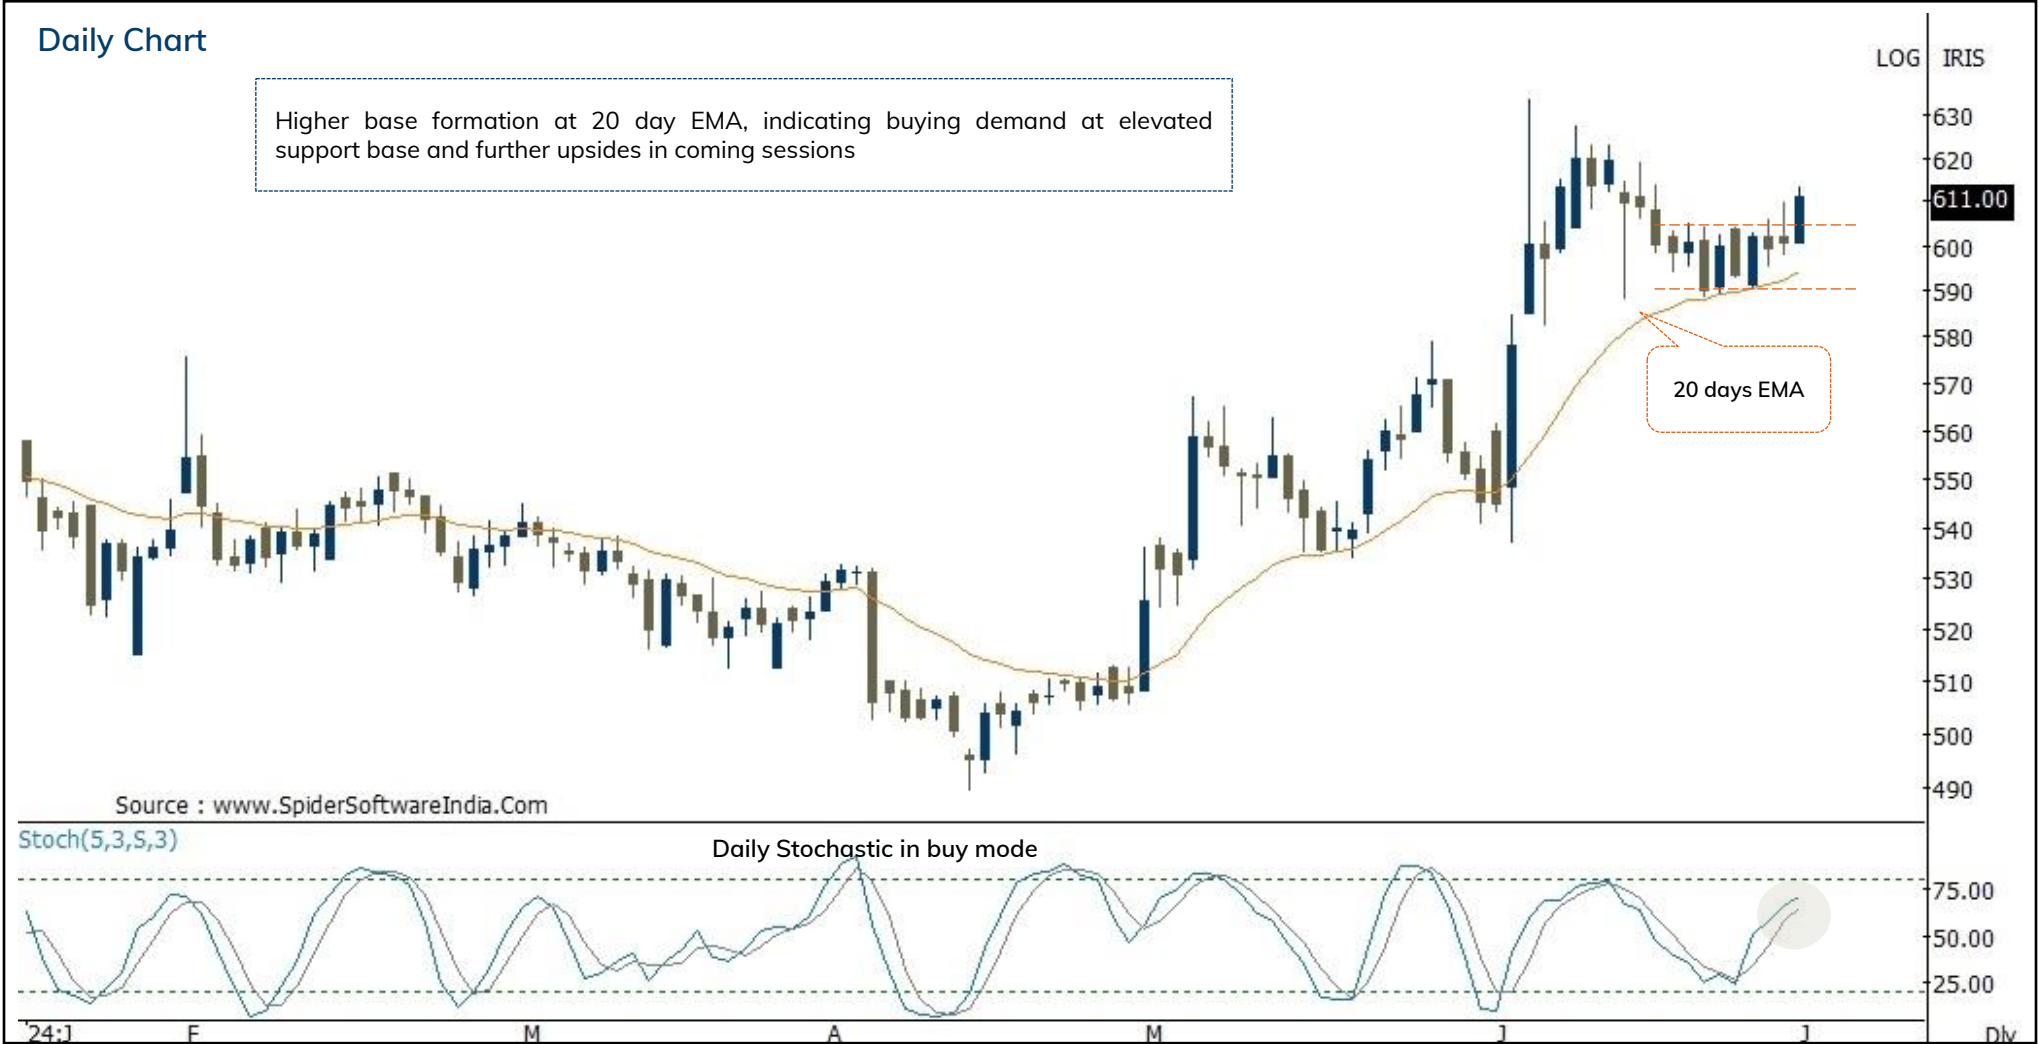 Daily Chart
LOG IRIS
Higher base formation at 20 day EMA, indicating buying demand at elevated
support base and further upsides in coming sessions
630
620
611.00
600
590
580
570
20 days EMA
560
550
540
530
520
510
500
490
Source : www.SpiderSoftwareIndia.Com
Stoch(5,3,S,3)
Daily Stochastic in buy mode
75.00
50.00
25.00
24:J F M A M J J Dly